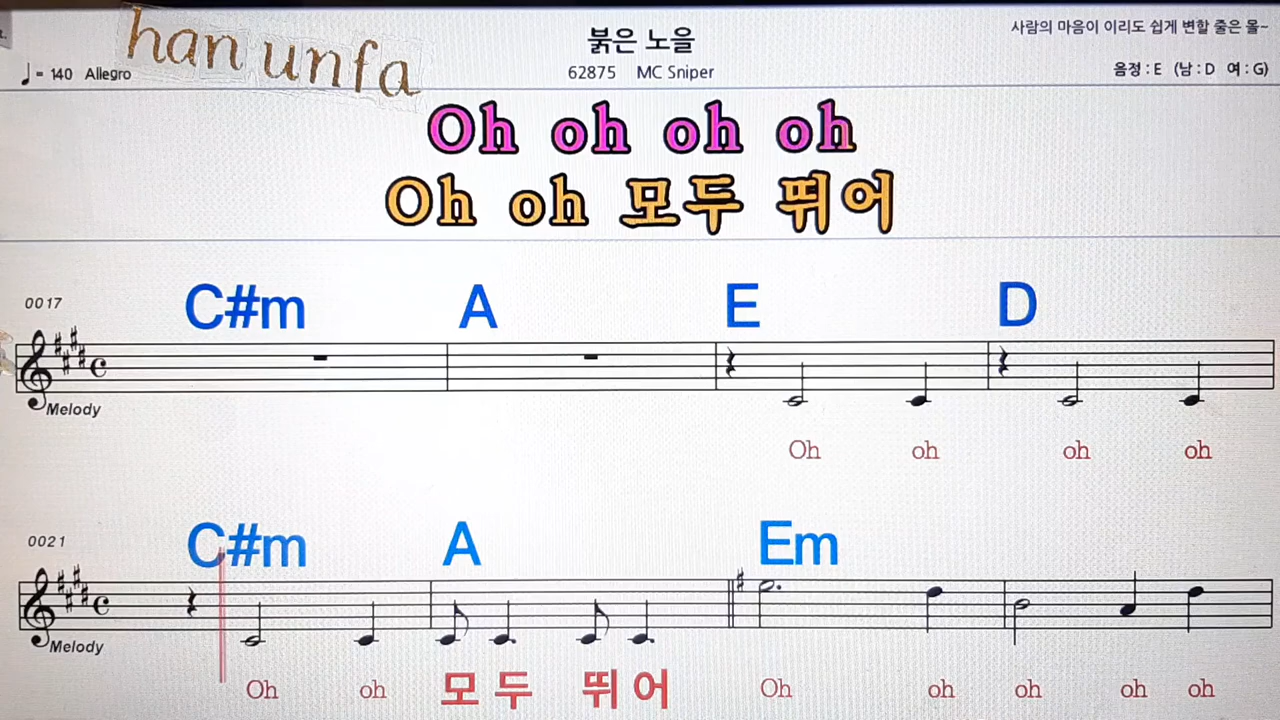 han unfa
붉은 노을
사람의 마음이 이리도 쉽게 변할 줄은 몰~
♩ = 140 Allegro
62875 MC Sniper
음정 : E (남 : D 여 : G)
Oh oh oh oh
Oh oh 모두 뛰어
0017
C#m A E D
Melody
Oh oh oh oh
0021
C#m A Em
Melody
Oh oh 모두 뛰어 Oh oh oh oh oh